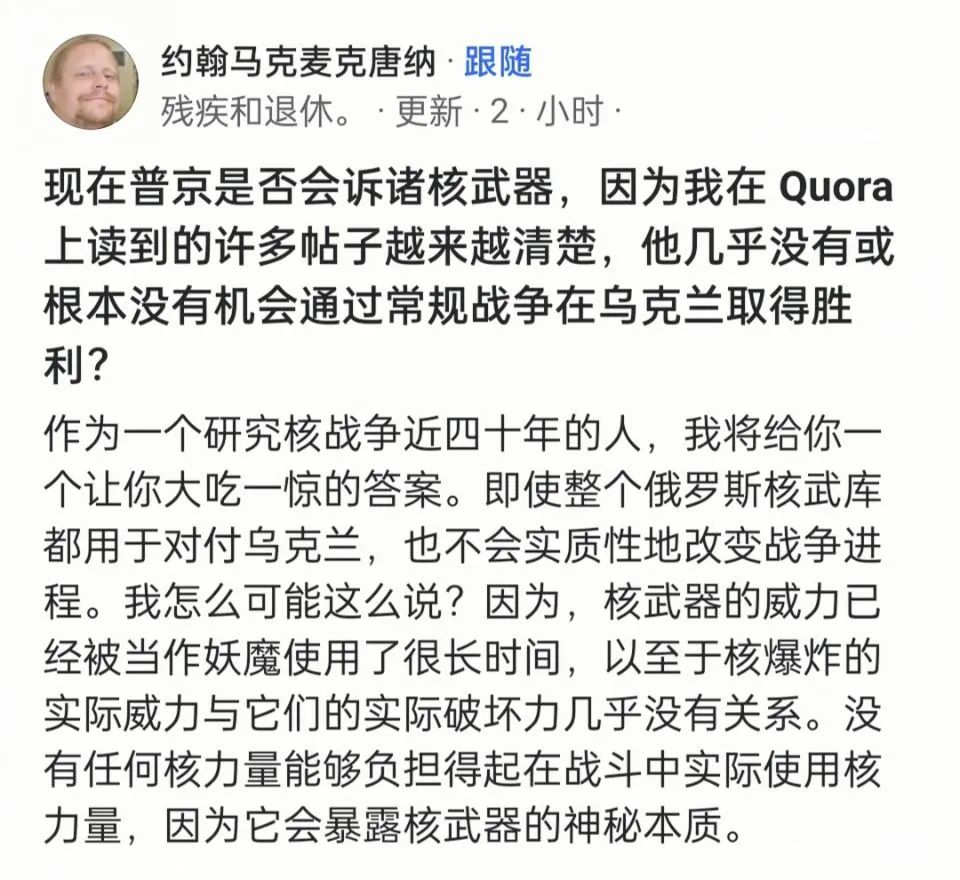 约翰马克麦克唐纳 · 跟随
残疾和退休。 · 更新 · 2 · 小时 ·
现在普京是否会诉诸核武器，因为我在 Quora
上读到的许多帖子越来越清楚，他几乎没有或
根本没有机会通过常规战争在乌克兰取得胜
利？
作为一个研究核战争近四十年的人，我将给你一
个让你大吃一惊的答案。即使整个俄罗斯核武库
都用于对付乌克兰，也不会实质性地改变战争进
程。我怎么可能这么说？因为，核武器的威力已
经被当作妖魔使用了很长时间，以至于核爆炸的
实际威力与它们的实际破坏力几乎没有关系。没
有任何核力量能够负担得起在战斗中实际使用核
力量，因为它会暴露核武器的神秘本质。